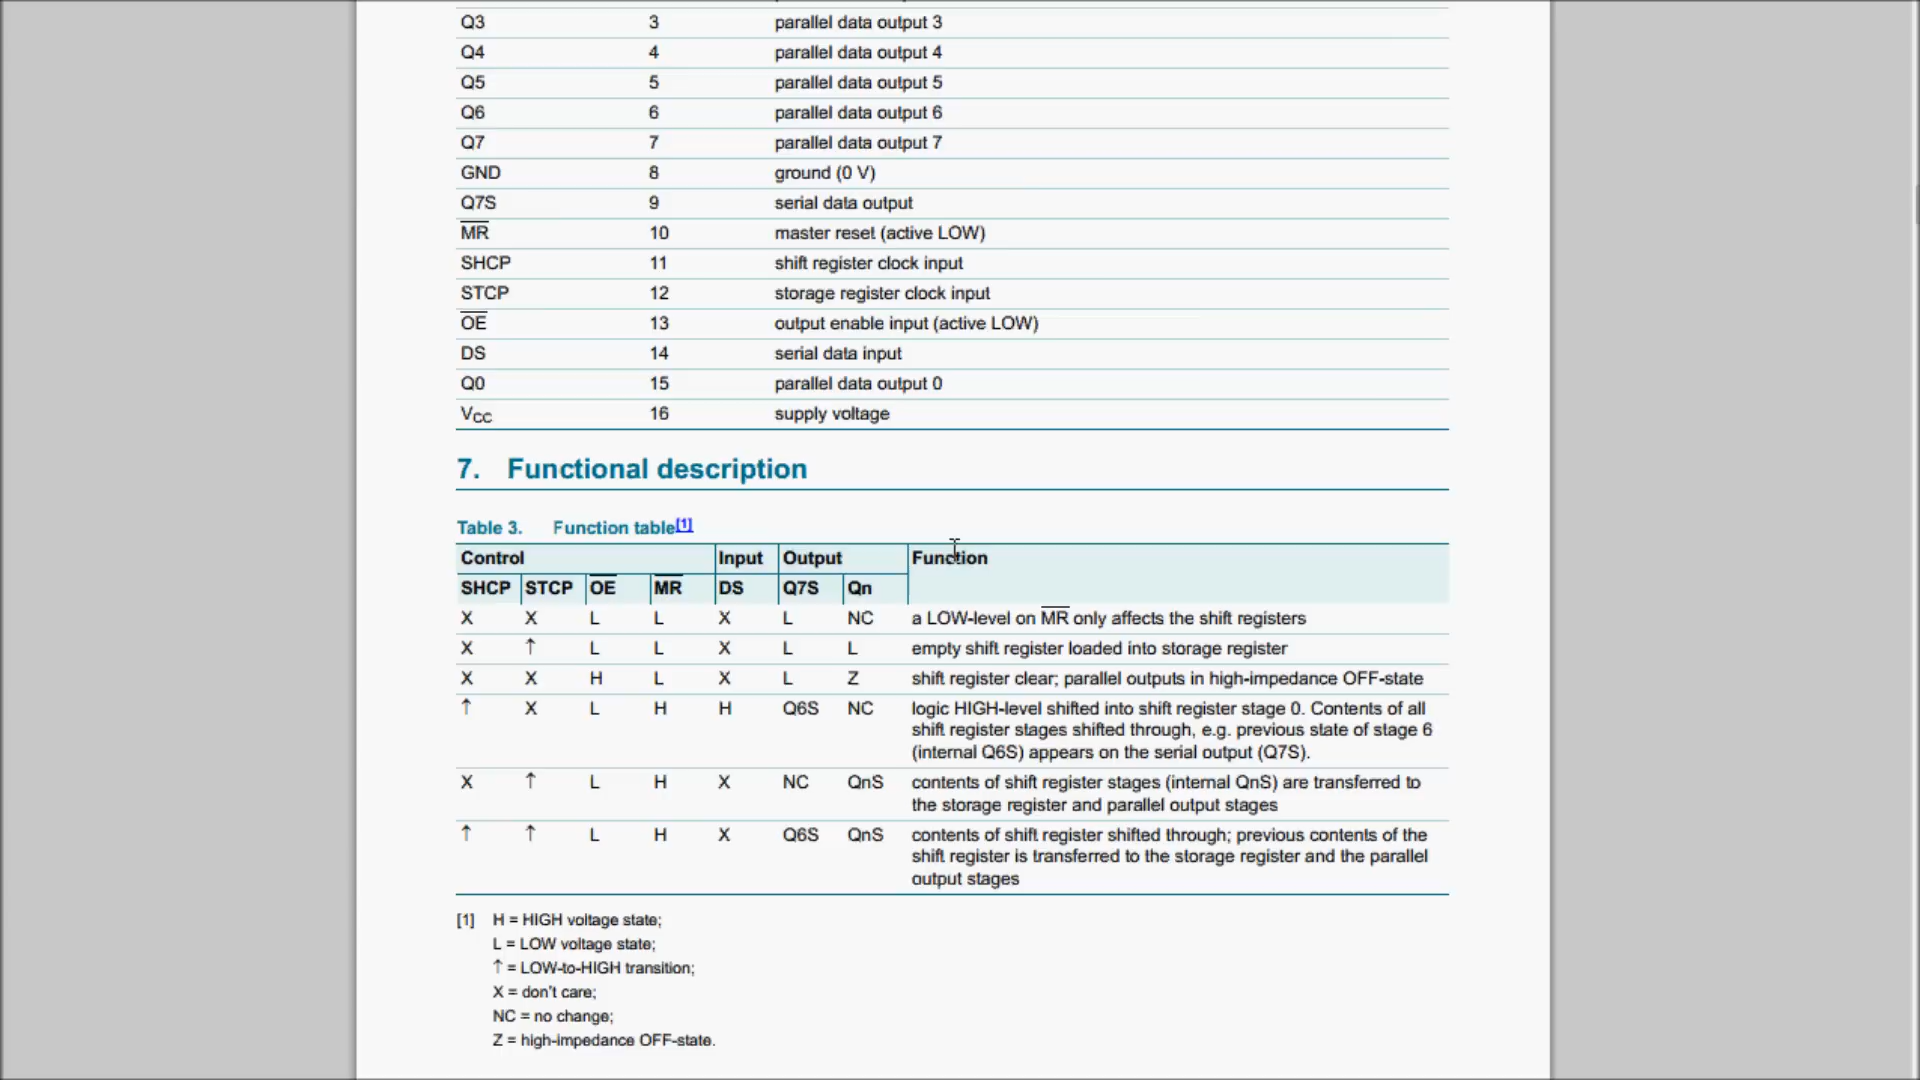 Q3 3 parallel data output 3
Q4 4 parallel data output 4
Q5 5 parallel data output 5
Q6 6 parallel data output 6
Q7 7 parallel data output 7
GND 8 ground (0 V)
Q7S 9 serial data output
M̅R̅ 10 master reset (active LOW)
SHCP 11 shift register clock input
STCP 12 storage register clock input
O̅E̅ 13 output enable input (active LOW)
DS 14 serial data input
Q0 15 parallel data output 0
VCC 16 supply voltage
7. Functional description
Table 3. Function table[1]
Control Input Output Function
SHCP STCP O̅E̅ M̅R̅ DS Q7S Qn
X X L L X L NC a LOW-level on M̅R̅ only affects the shift registers
X ↑ L L X L L empty shift register loaded into storage register
X X H L X L Z shift register clear; parallel outputs in high-impedance OFF-state
↑ X L H H Q6S NC logic HIGH-level shifted into shift register stage 0. Contents of all
shift register stages shifted through, e.g. previous state of stage 6
(internal Q6S) appears on the serial output (Q7S).
X ↑ L H X NC QnS contents of shift register stages (internal QnS) are transferred to
the storage register and parallel output stages
↑ ↑ L H X Q6S QnS contents of shift register shifted through; previous contents of the
shift register is transferred to the storage register and the parallel
output stages
[1] H = HIGH voltage state;
L = LOW voltage state;
↑ = LOW-to-HIGH transition;
X = don't care;
NC = no change;
Z = high-impedance OFF-state.